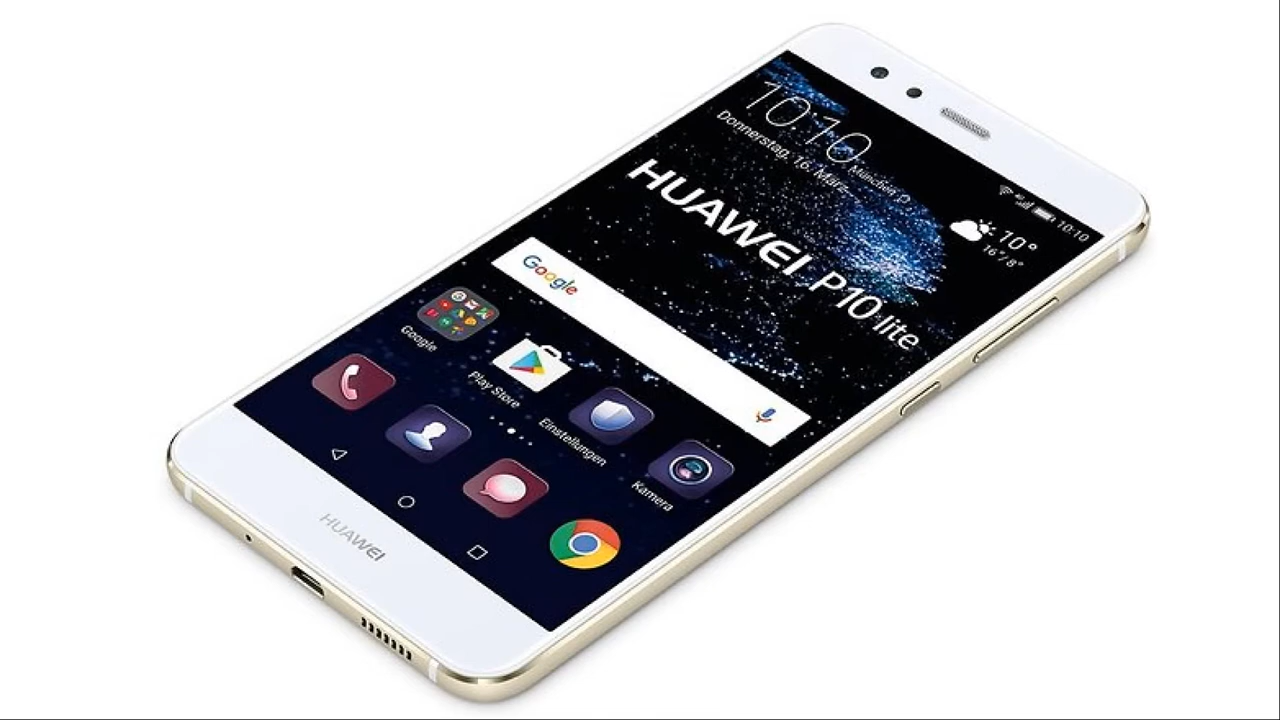 10:10
10 10
München
Donnerstag, 16. März
10°
16°/8°
HUAWEI P10 lite
Google
Google
Play Store
Einstellungen
Kamera
HUAWEI